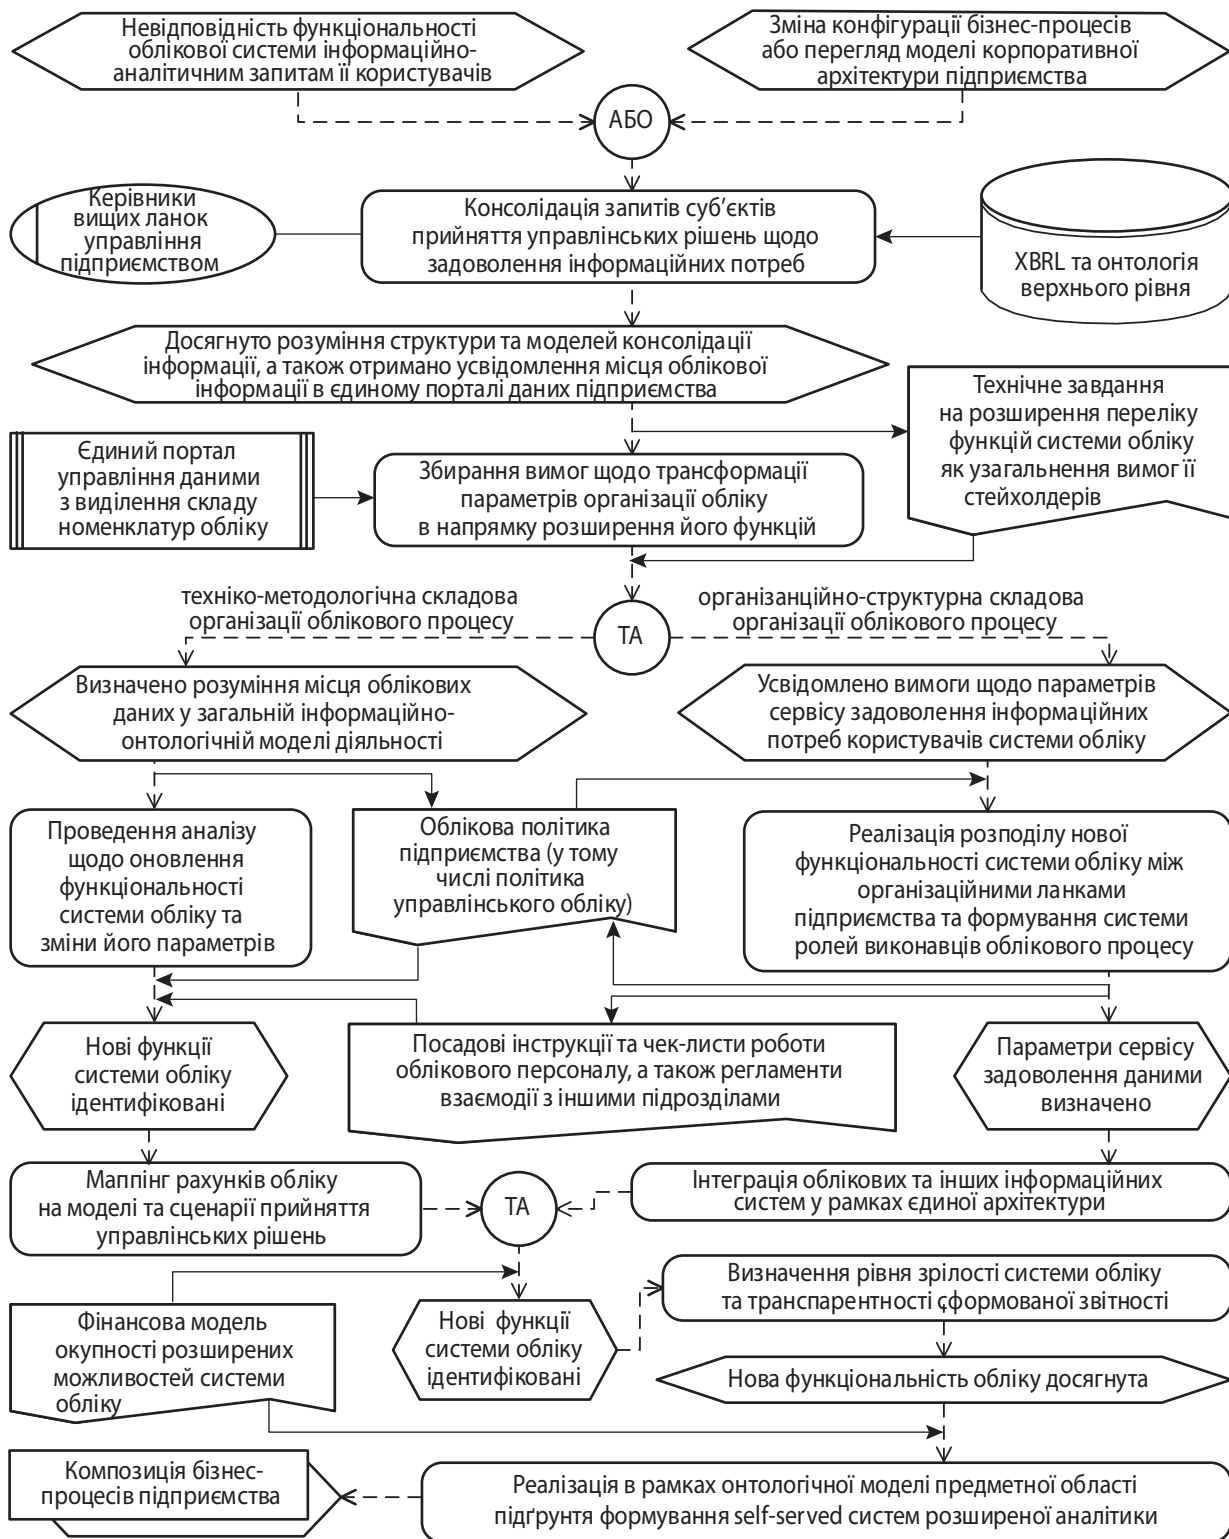 Невідповідність функціональності
облікової системи інформаційно-
аналітичним запитам її користувачів
Зміна конфігурації бізнес-процесів
або перегляд моделі корпоративної
архітектури підприємства
АБО
Керівники
вищих ланок
управління
підприємством
Консолідація запитів суб’єктів
прийняття управлінських рішень щодо
задоволення інформаційних потреб
XBRL та онтологія
верхнього рівня
Досягнуто розуміння структури та моделей консолідації
інформації, а також отримано усвідомлення місця облікової
інформації в єдиному порталі даних підприємства
Технічне завдання
на розширення переліку
функцій системи обліку
як узагальнення вимог її
стейхолдерів
Єдиний портал
управління даними
з виділення складу
номенклатур обліку
Збирання вимог щодо трансформації
параметрів організації обліку
в напрямку розширення його функцій
техніко-методологічна складова
організації облікового процесу
ТА
організанційно-структурна складова
організації облікового процесу
Визначено розуміння місця облікових
даних у загальній інформаційно-
онтологічній моделі діяльності
Усвідомлено вимоги щодо параметрів
сервісу задоволення інформаційних
потреб користувачів системи обліку
Проведення аналізу
щодо оновлення
функціональності
системи обліку та
зміни його параметрів
Облікова політика
підприємства (у тому
числі політика
управлінського обліку)
Реалізація розподілу нової
функціональності системи обліку між
організаційними ланками
підприємства та формування системи
ролей виконавців облікового процесу
Нові функції
системи обліку
ідентифіковані
Посадові інструкції та чек-листи роботи
облікового персоналу, а також регламенти
взаємодії з іншими підрозділами
Параметри сервісу
задоволення даними
визначено
Маппінг рахунків обліку
на моделі та сценарії прийняття
управлінських рішень
ТА
Інтеграція облікових та інших інформаційних
систем у рамках єдиної архітектури
Фінансова модель
окупності розширених
можливостей системи
обліку
Нові функції
системи обліку
ідентифіковані
Визначення рівня зрілості системи обліку
та транспарентності сформованої звітності
Нова функціональність обліку досягнута
Композиція бізнес-
процесів підприємства
Реалізація в рамках онтологічної моделі предметної області
підґрунтя формування self-served систем розширеної аналітики